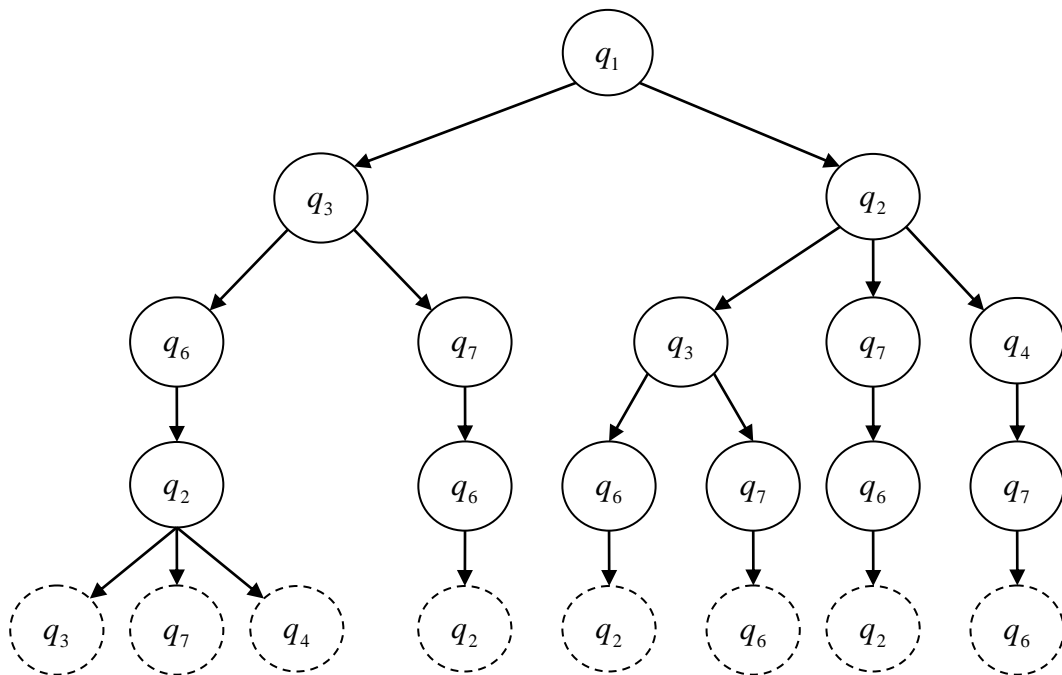 q₁
q₃ q₂
q₆ q₇ q₃ q₇ q₄
q₂ q₆ q₆ q₇ q₆ q₇
q₃ q₇ q₄ q₂ q₂ q₆ q₂ q₆